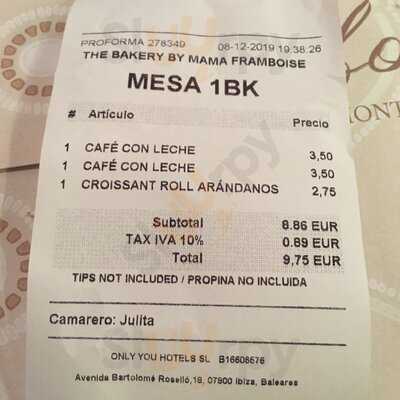 PROFORMA 278349 08-12-2019 19.38.26
THE BAKERY BY MAMA FRAMBOISE
MESA 1BK
# Artículo Precio
1 CAFÉ CON LECHE 3,50
1 CAFÉ CON LECHE 3,50
1 CROISSANT ROLL ARÁNDANOS 2,75
Subtotal 8.86 EUR
TAX IVA 10% 0.89 EUR
Total 9,75 EUR
TIPS NOT INCLUDED / PROPINA NO INCLUIDA
Camarero: Julita
ONLY YOU HOTELS SL B16606576
Avenida Bartolomé Roselló,18, 07800 Ibiza, Baleares